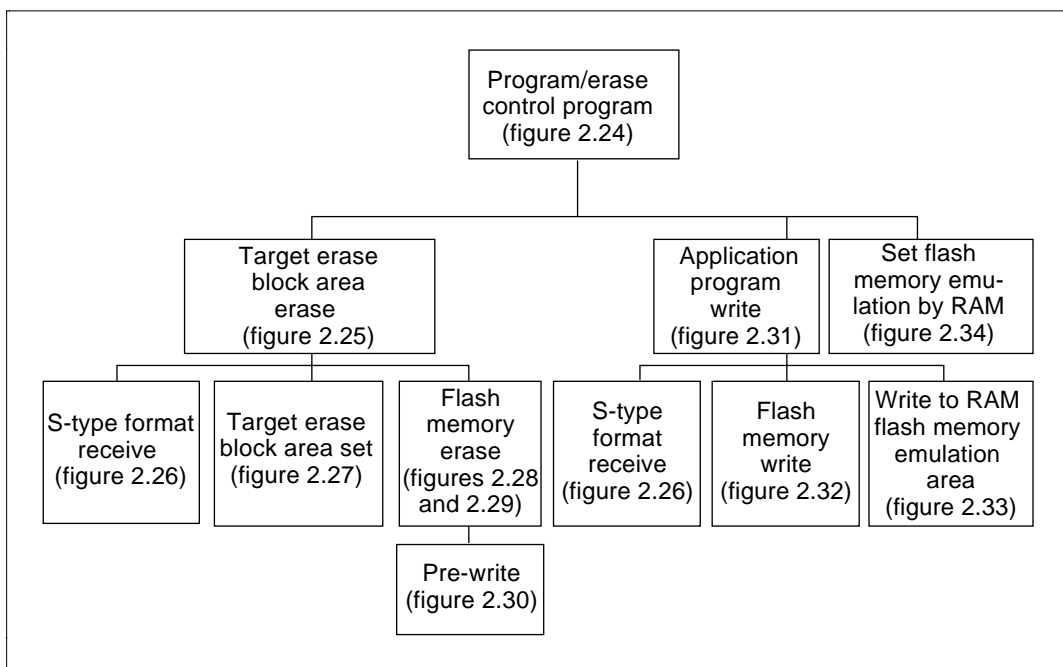 Program/erase
control program
(figure 2.24)
Target erase
block area
erase
(figure 2.25)
Application
program
write
(figure 2.31)
Set flash
memory emu-
lation by RAM
(figure 2.34)
S-type format
receive
(figure 2.26)
Target erase
block area set
(figure 2.27)
Flash
memory
erase
(figures 2.28
and 2.29)
S-type
format
receive
(figure 2.26)
Flash
memory
write
(figure 2.32)
Write to RAM
flash memory
emulation
area
(figure 2.33)
Pre-write
(figure 2.30)